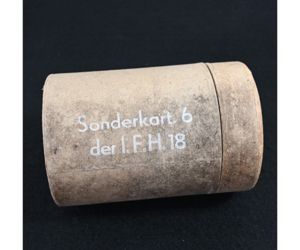 Sonderkart. 6
der l.F.H. 18